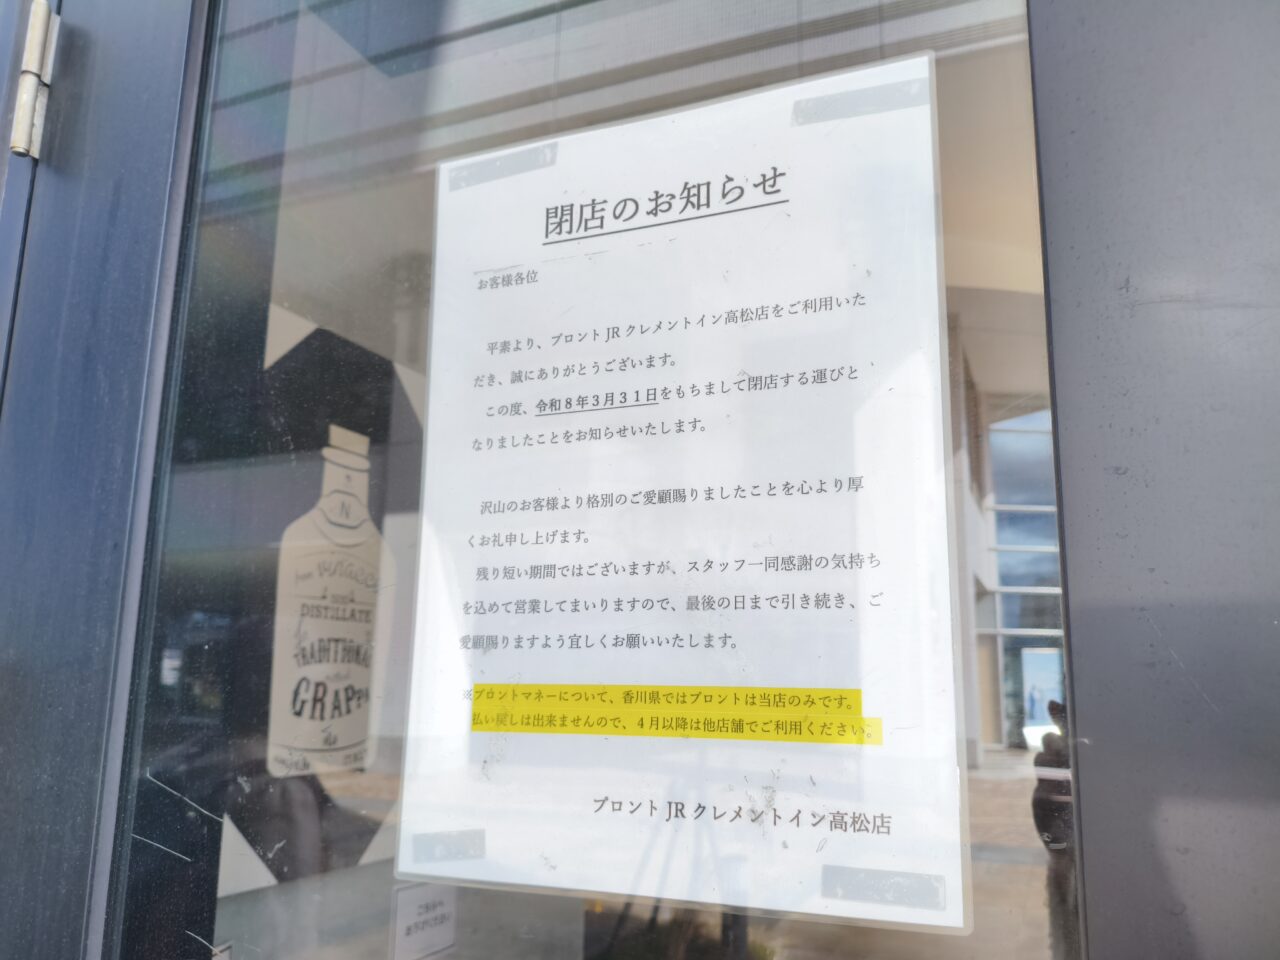 閉店のお知らせ
お客様各位
平素より、プロントJRクレメントイン高松店をご利用いた
だき、誠にありがとうございます。
この度、令和8年3月31日をもちまして閉店する運びと
なりましたことをお知らせいたします。
沢山のお客様より格別のご愛顧賜りましたことを心より厚
くお礼申し上げます。
残り短い期間ではございますが、スタッフ一同感謝の気持ち
を込めて営業してまいりますので、最後の日まで引き続き、ご
愛顧賜りますよう宜しくお願いいたします。
※プロントマネーについて、香川県ではプロントは当店のみです。
払い戻しは出来ませんので、4月以降は他店舗でご利用ください。
プロントJRクレメントイン高松店
N
DISTILLATE
TRADITIONAL
GRAPPA